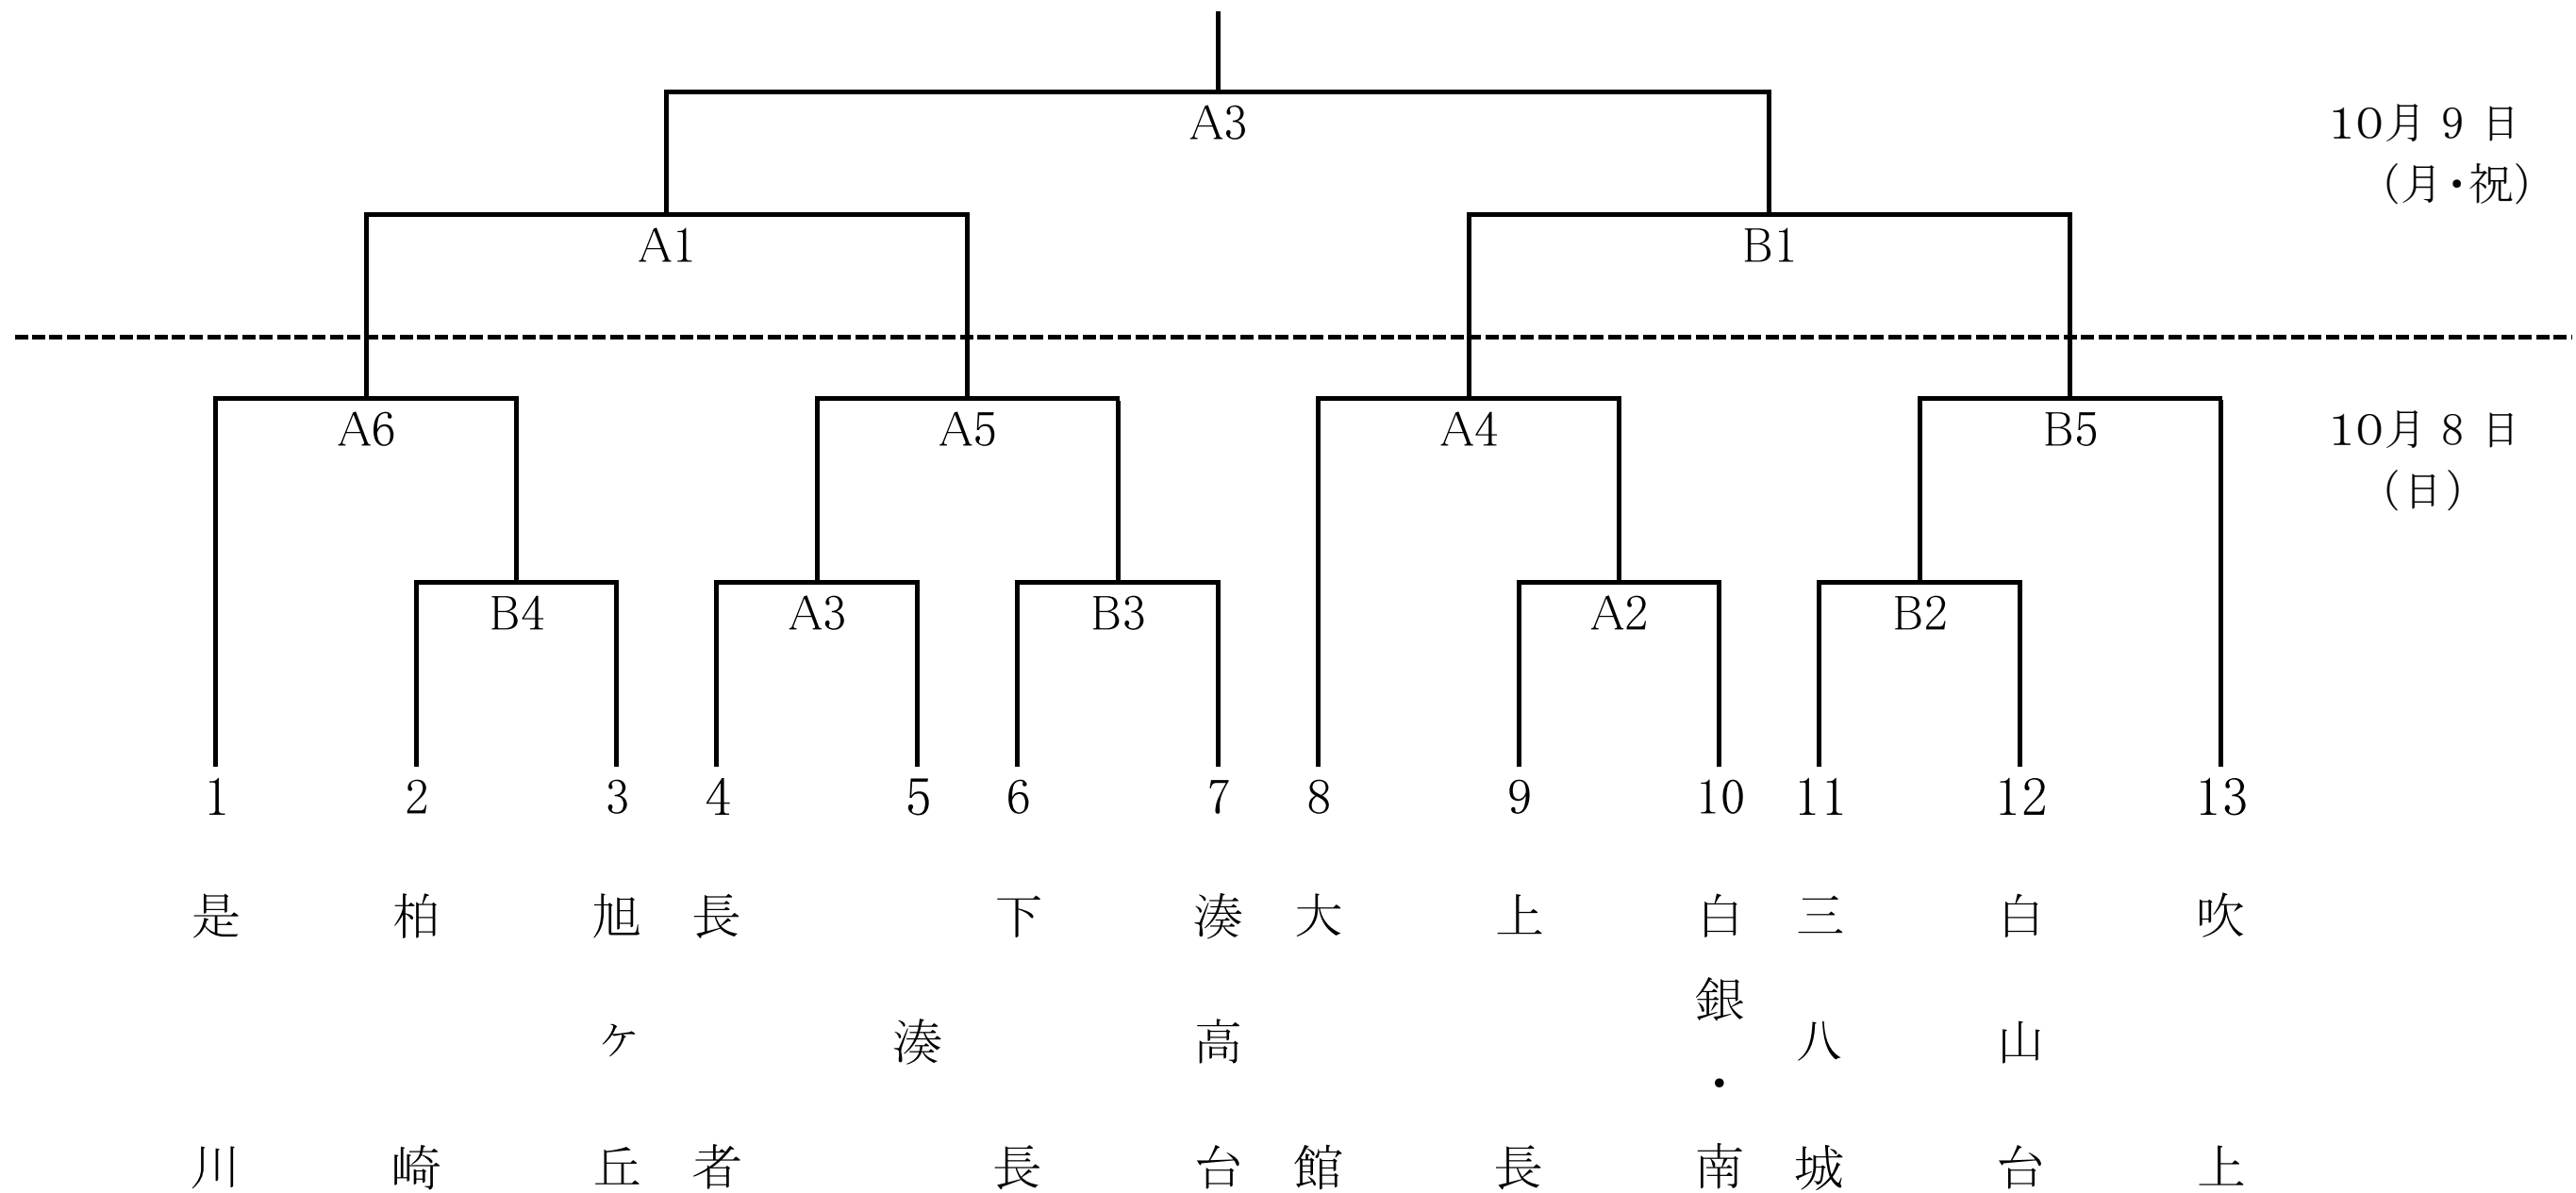 A3
10月9日
(月・祝)
A1
B1
A6
A5
A4
B5
10月8日
(日)
B4
A3
B3
A2
B2
1
2
3
4
5
6
7
8
9
10
11
12
13
是川
柏崎
旭ヶ丘
長者
湊
下長
湊高台
大館
上長
白銀・南
三八城
白山台
吹上